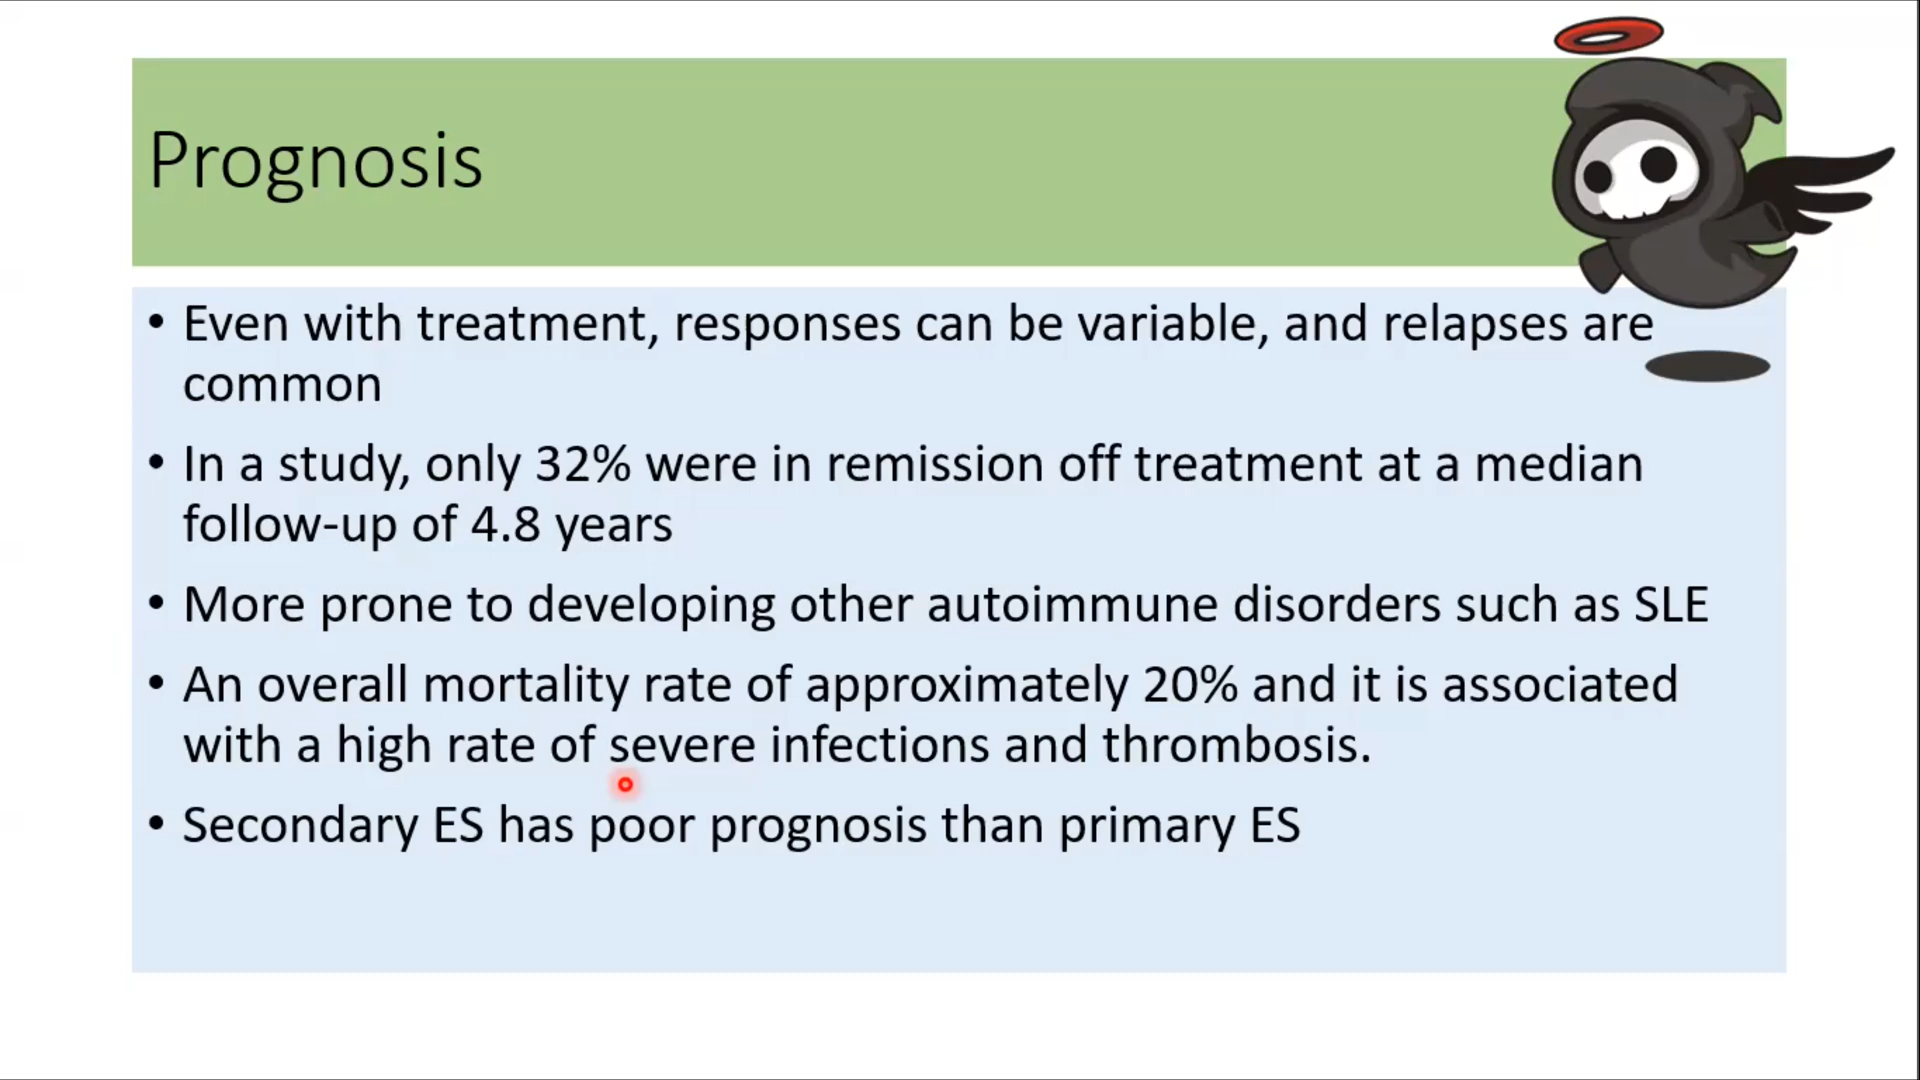 Prognosis
• Even with treatment, responses can be variable, and relapses are
common
• In a study, only 32% were in remission off treatment at a median
follow-up of 4.8 years
• More prone to developing other autoimmune disorders such as SLE
• An overall mortality rate of approximately 20% and it is associated
with a high rate of severe infections and thrombosis.
• Secondary ES has poor prognosis than primary ES